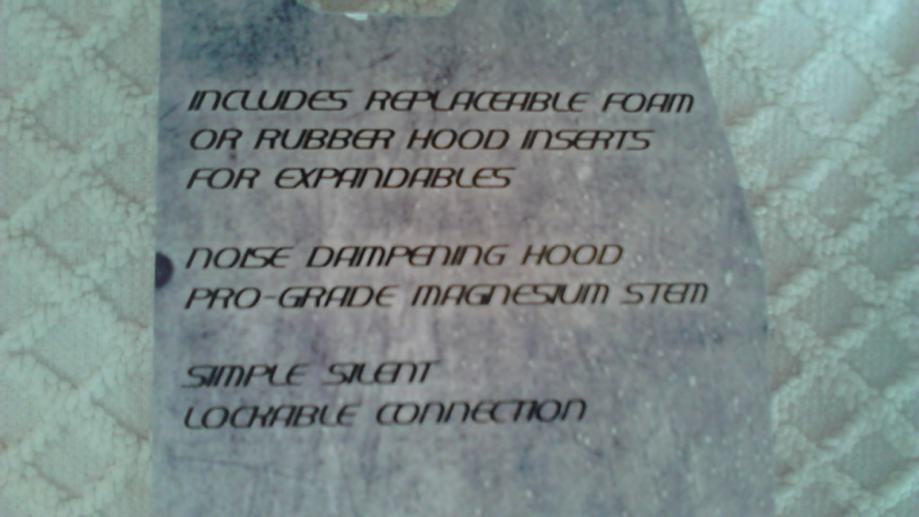 INCLUDES REPLACEABLE FOAM
OR RUBBER HOOD INSERTS
FOR EXPANDABLES
NOISE DAMPENING HOOD
PRO-GRADE MAGNESIUM STEM
SIMPLE SILENT
LOCKABLE CONNECTION